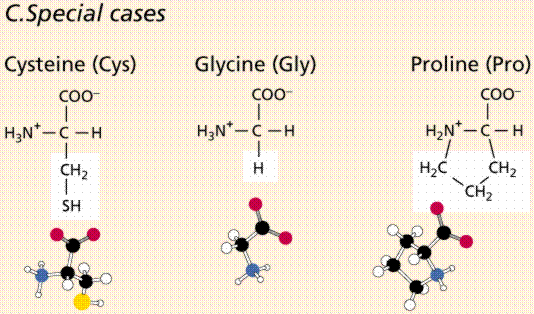 C.Special cases
Cysteine (Cys) Glycine (Gly) Proline (Pro)
COO⁻ COO⁻ COO⁻
H₃N⁺—C—H H₃N⁺—C—H H₂N⁺—C—H
CH₂ H H₂C CH₂
SH CH₂